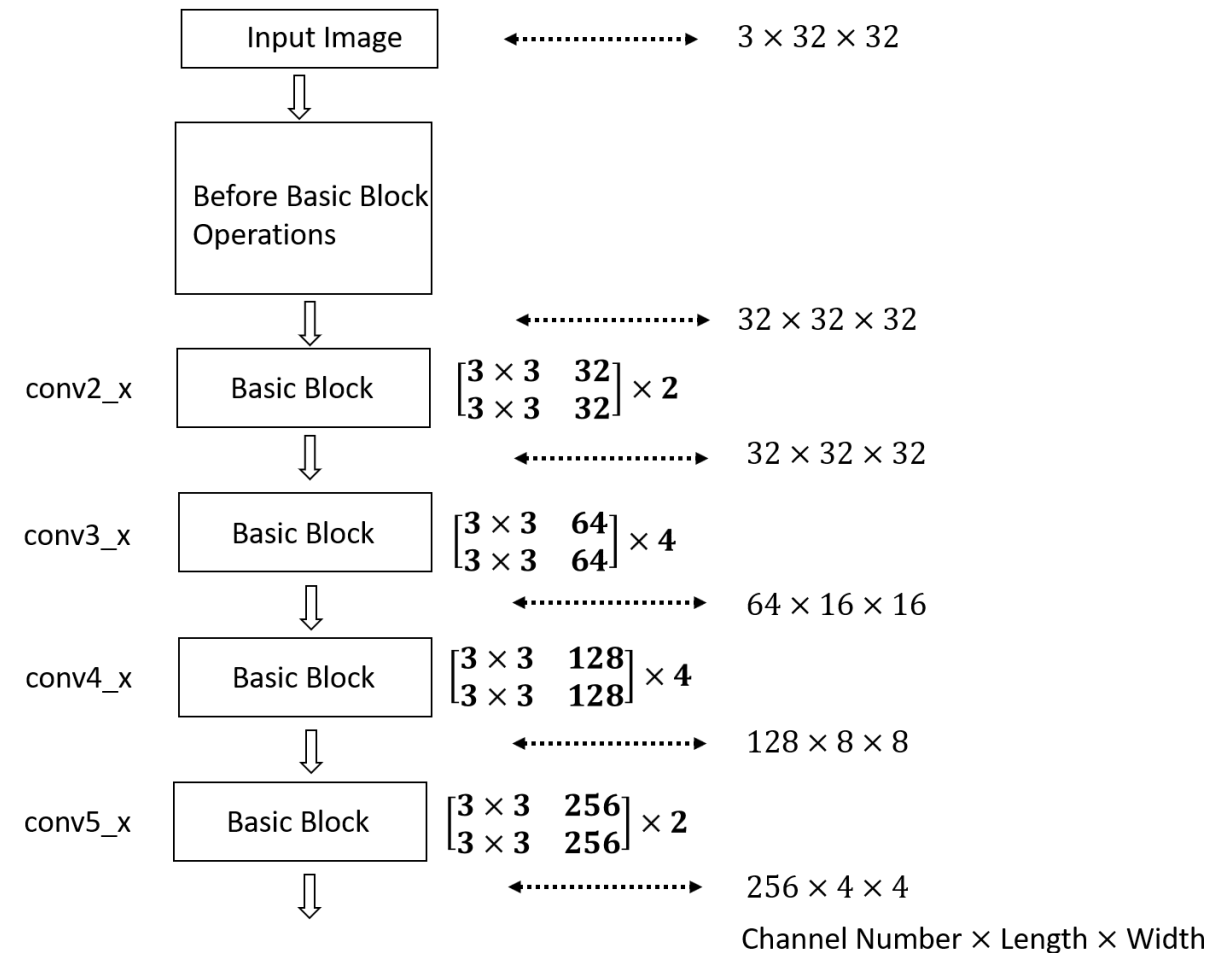 Input Image
3 × 32 × 32
Before Basic Block
Operations
32 × 32 × 32
conv2_x
Basic Block
[3 × 3 32
3 × 3 32] × 2
32 × 32 × 32
conv3_x
Basic Block
[3 × 3 64
3 × 3 64] × 4
64 × 16 × 16
conv4_x
Basic Block
[3 × 3 128
3 × 3 128] × 4
128 × 8 × 8
conv5_x
Basic Block
[3 × 3 256
3 × 3 256] × 2
256 × 4 × 4
Channel Number × Length × Width